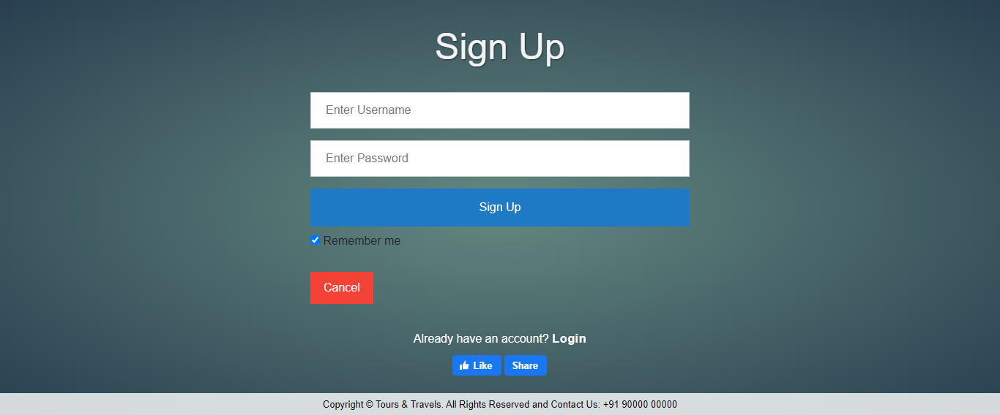 Sign Up
Enter Username
Enter Password
Sign Up
Remember me
Cancel
Already have an account? Login
Like Share
Copyright © Tours & Travels. All Rights Reserved and Contact Us: +91 90000 00000